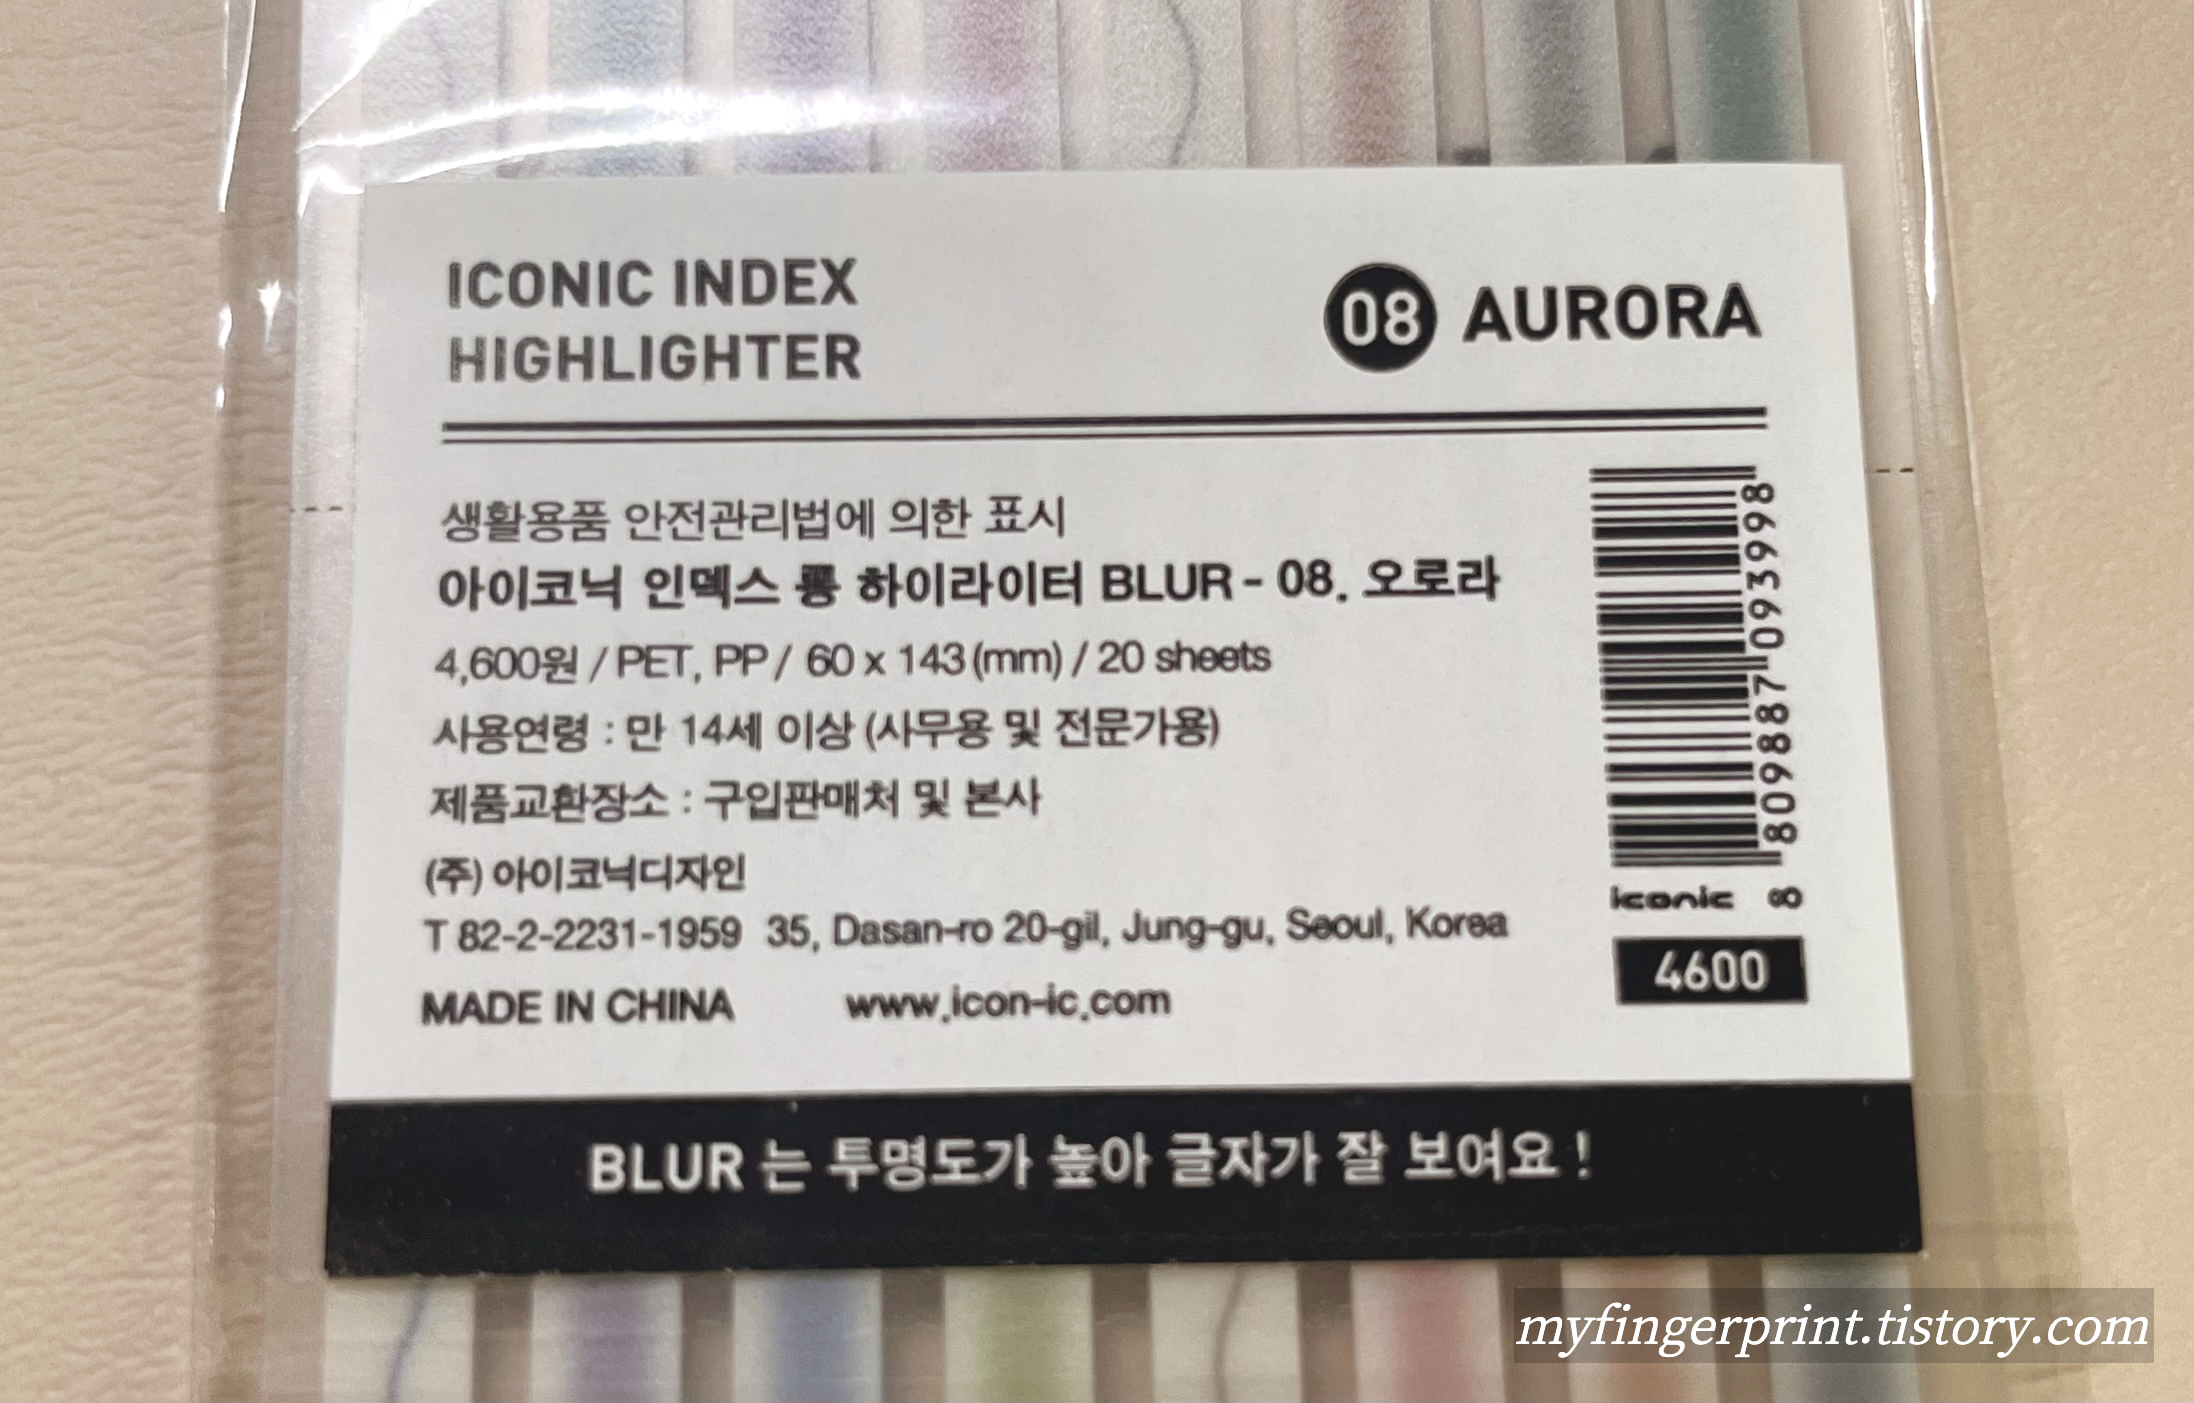 ICONIC INDEX
HIGHLIGHTER
08 AURORA
생활용품 안전관리법에 의한 표시
아이코닉 인덱스 롱 하이라이터 BLUR - 08. 오로라
4,600원 / PET, PP / 60 x 143 (mm) / 20 sheets
사용연령 : 만 14세 이상 (사무용 및 전문가용)
제품교환장소 : 구입판매처 및 본사
(주) 아이코닉디자인
T 82-2-2231-1959 35, Dasan-ro 20-gil, Jung-gu, Seoul, Korea
MADE IN CHINA www.icon-ic.com
8 809887 093998
iconic
4600
BLUR 는 투명도가 높아 글자가 잘 보여요 !
myfingerprint.tistory.com